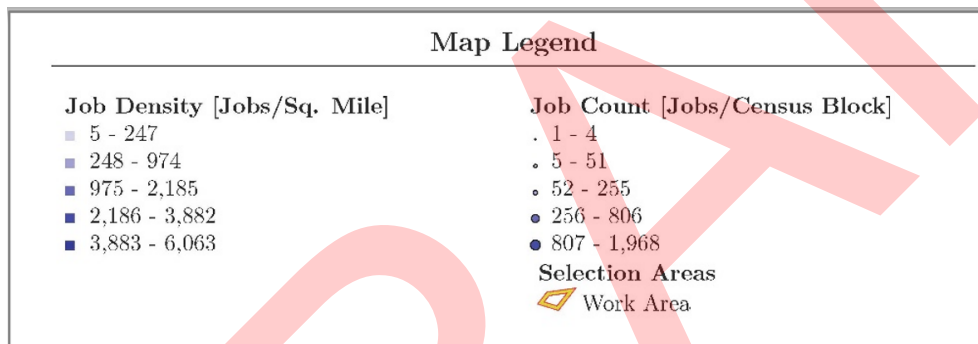 Map Legend
Job Density [Jobs/Sq. Mile]
5 - 247
248 - 974
975 - 2,185
2,186 - 3,882
3,883 - 6,063
Job Count [Jobs/Census Block]
1 - 4
5 - 51
52 - 255
256 - 806
807 - 1,968
Selection Areas
Work Area